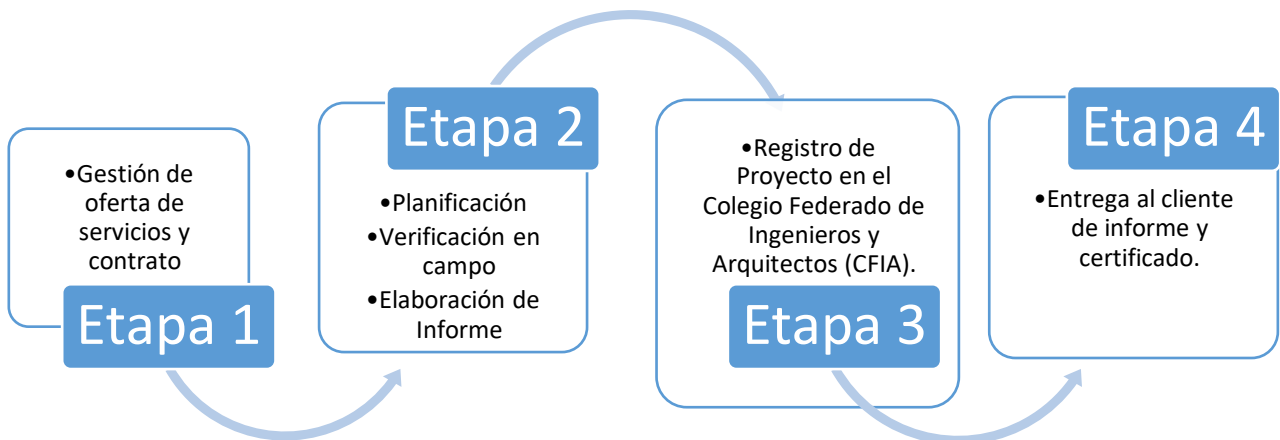 •Gestión de
oferta de
servicios y
contrato
Etapa 1
Etapa 2
•Planificación
•Verificación en
campo
•Elaboración de
Informe
•Registro de
Proyecto en el
Colegio Federado de
Ingenieros y
Arquitectos (CFIA).
Etapa 3
Etapa 4
•Entrega al cliente
de informe y
certificado.